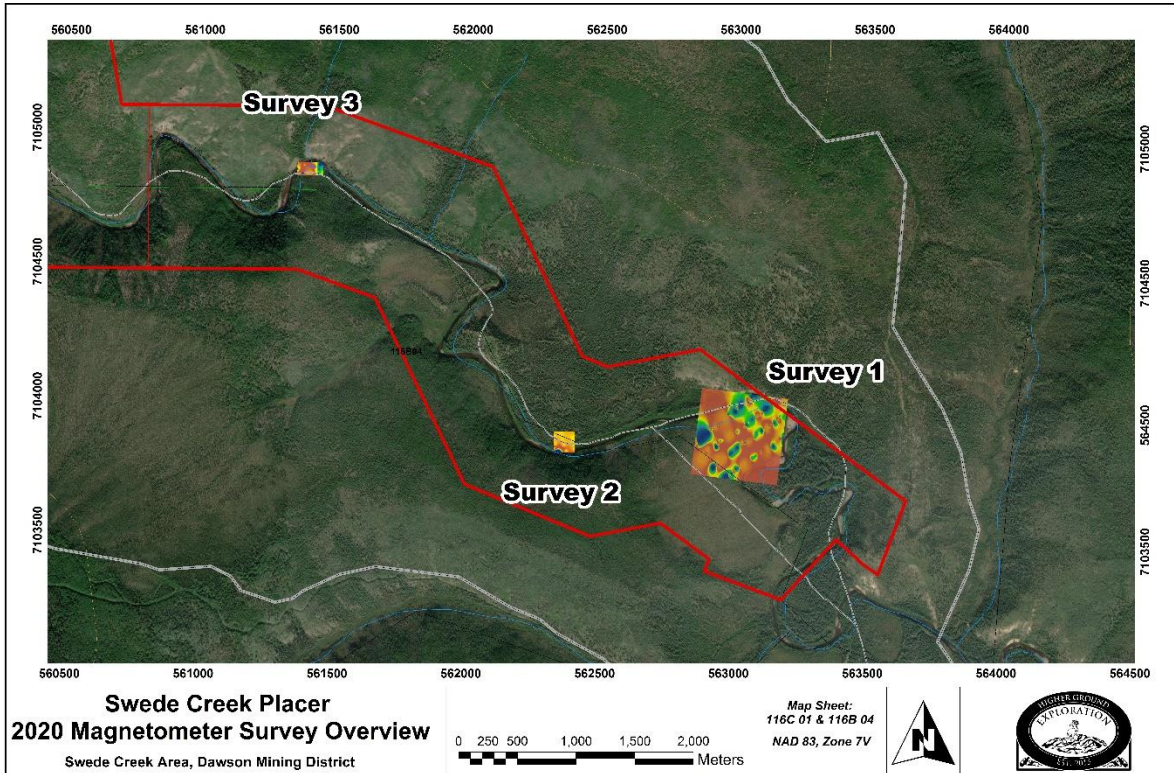 560500 561000 561500 562000 562500 563000 563500 564000
7105000
7104500
7104000
7103500
Survey 3
Survey 1
Survey 2
116B04
7105000
7104500
564500
7103500
560500 561000 561500 562000 562500 563000 563500 564000 564500
Swede Creek Placer
2020 Magnetometer Survey Overview
Swede Creek Area, Dawson Mining District
0 250 500 1,000 1,500 2,000
Meters
Map Sheet:
116C 01 & 116B 04
NAD 83, Zone 7V
N
HIGHER GROUND
EXPLORATION
EST. 2015